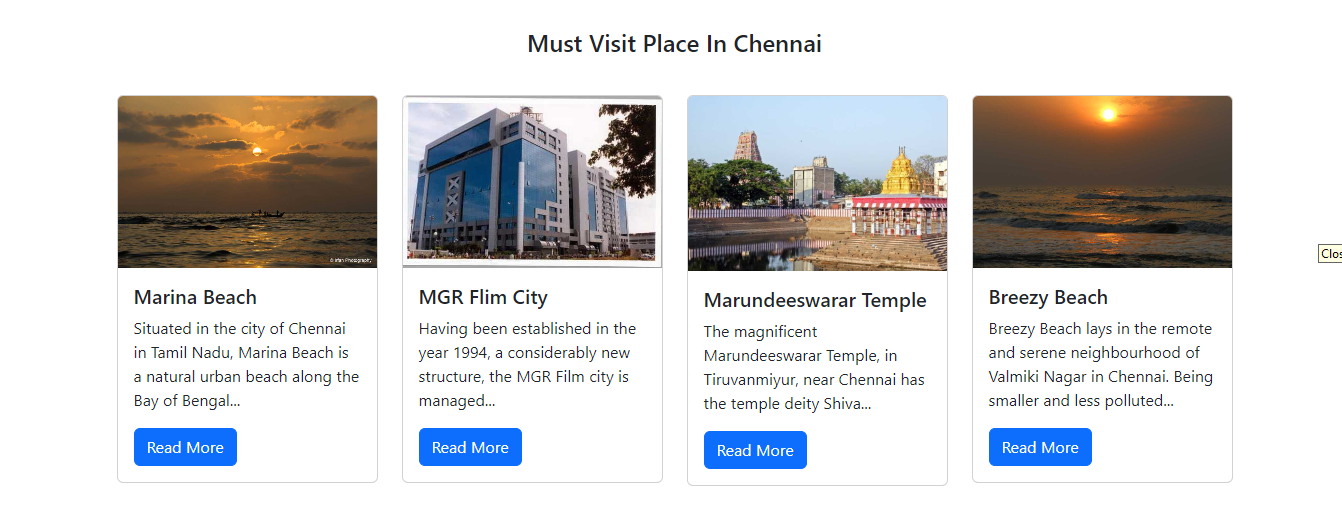 Must Visit Place In Chennai
© Irfan Photography
Marina Beach
Situated in the city of Chennai
in Tamil Nadu, Marina Beach is
a natural urban beach along the
Bay of Bengal...
Read More
MGR Flim City
Having been established in the
year 1994, a considerably new
structure, the MGR Film city is
managed...
Read More
Marundeeswarar Temple
The magnificent
Marundeeswarar Temple, in
Tiruvanmiyur, near Chennai has
the temple deity Shiva...
Read More
Breezy Beach
Breezy Beach lays in the remote
and serene neighbourhood of
Valmiki Nagar in Chennai. Being
smaller and less polluted...
Read More
Clos